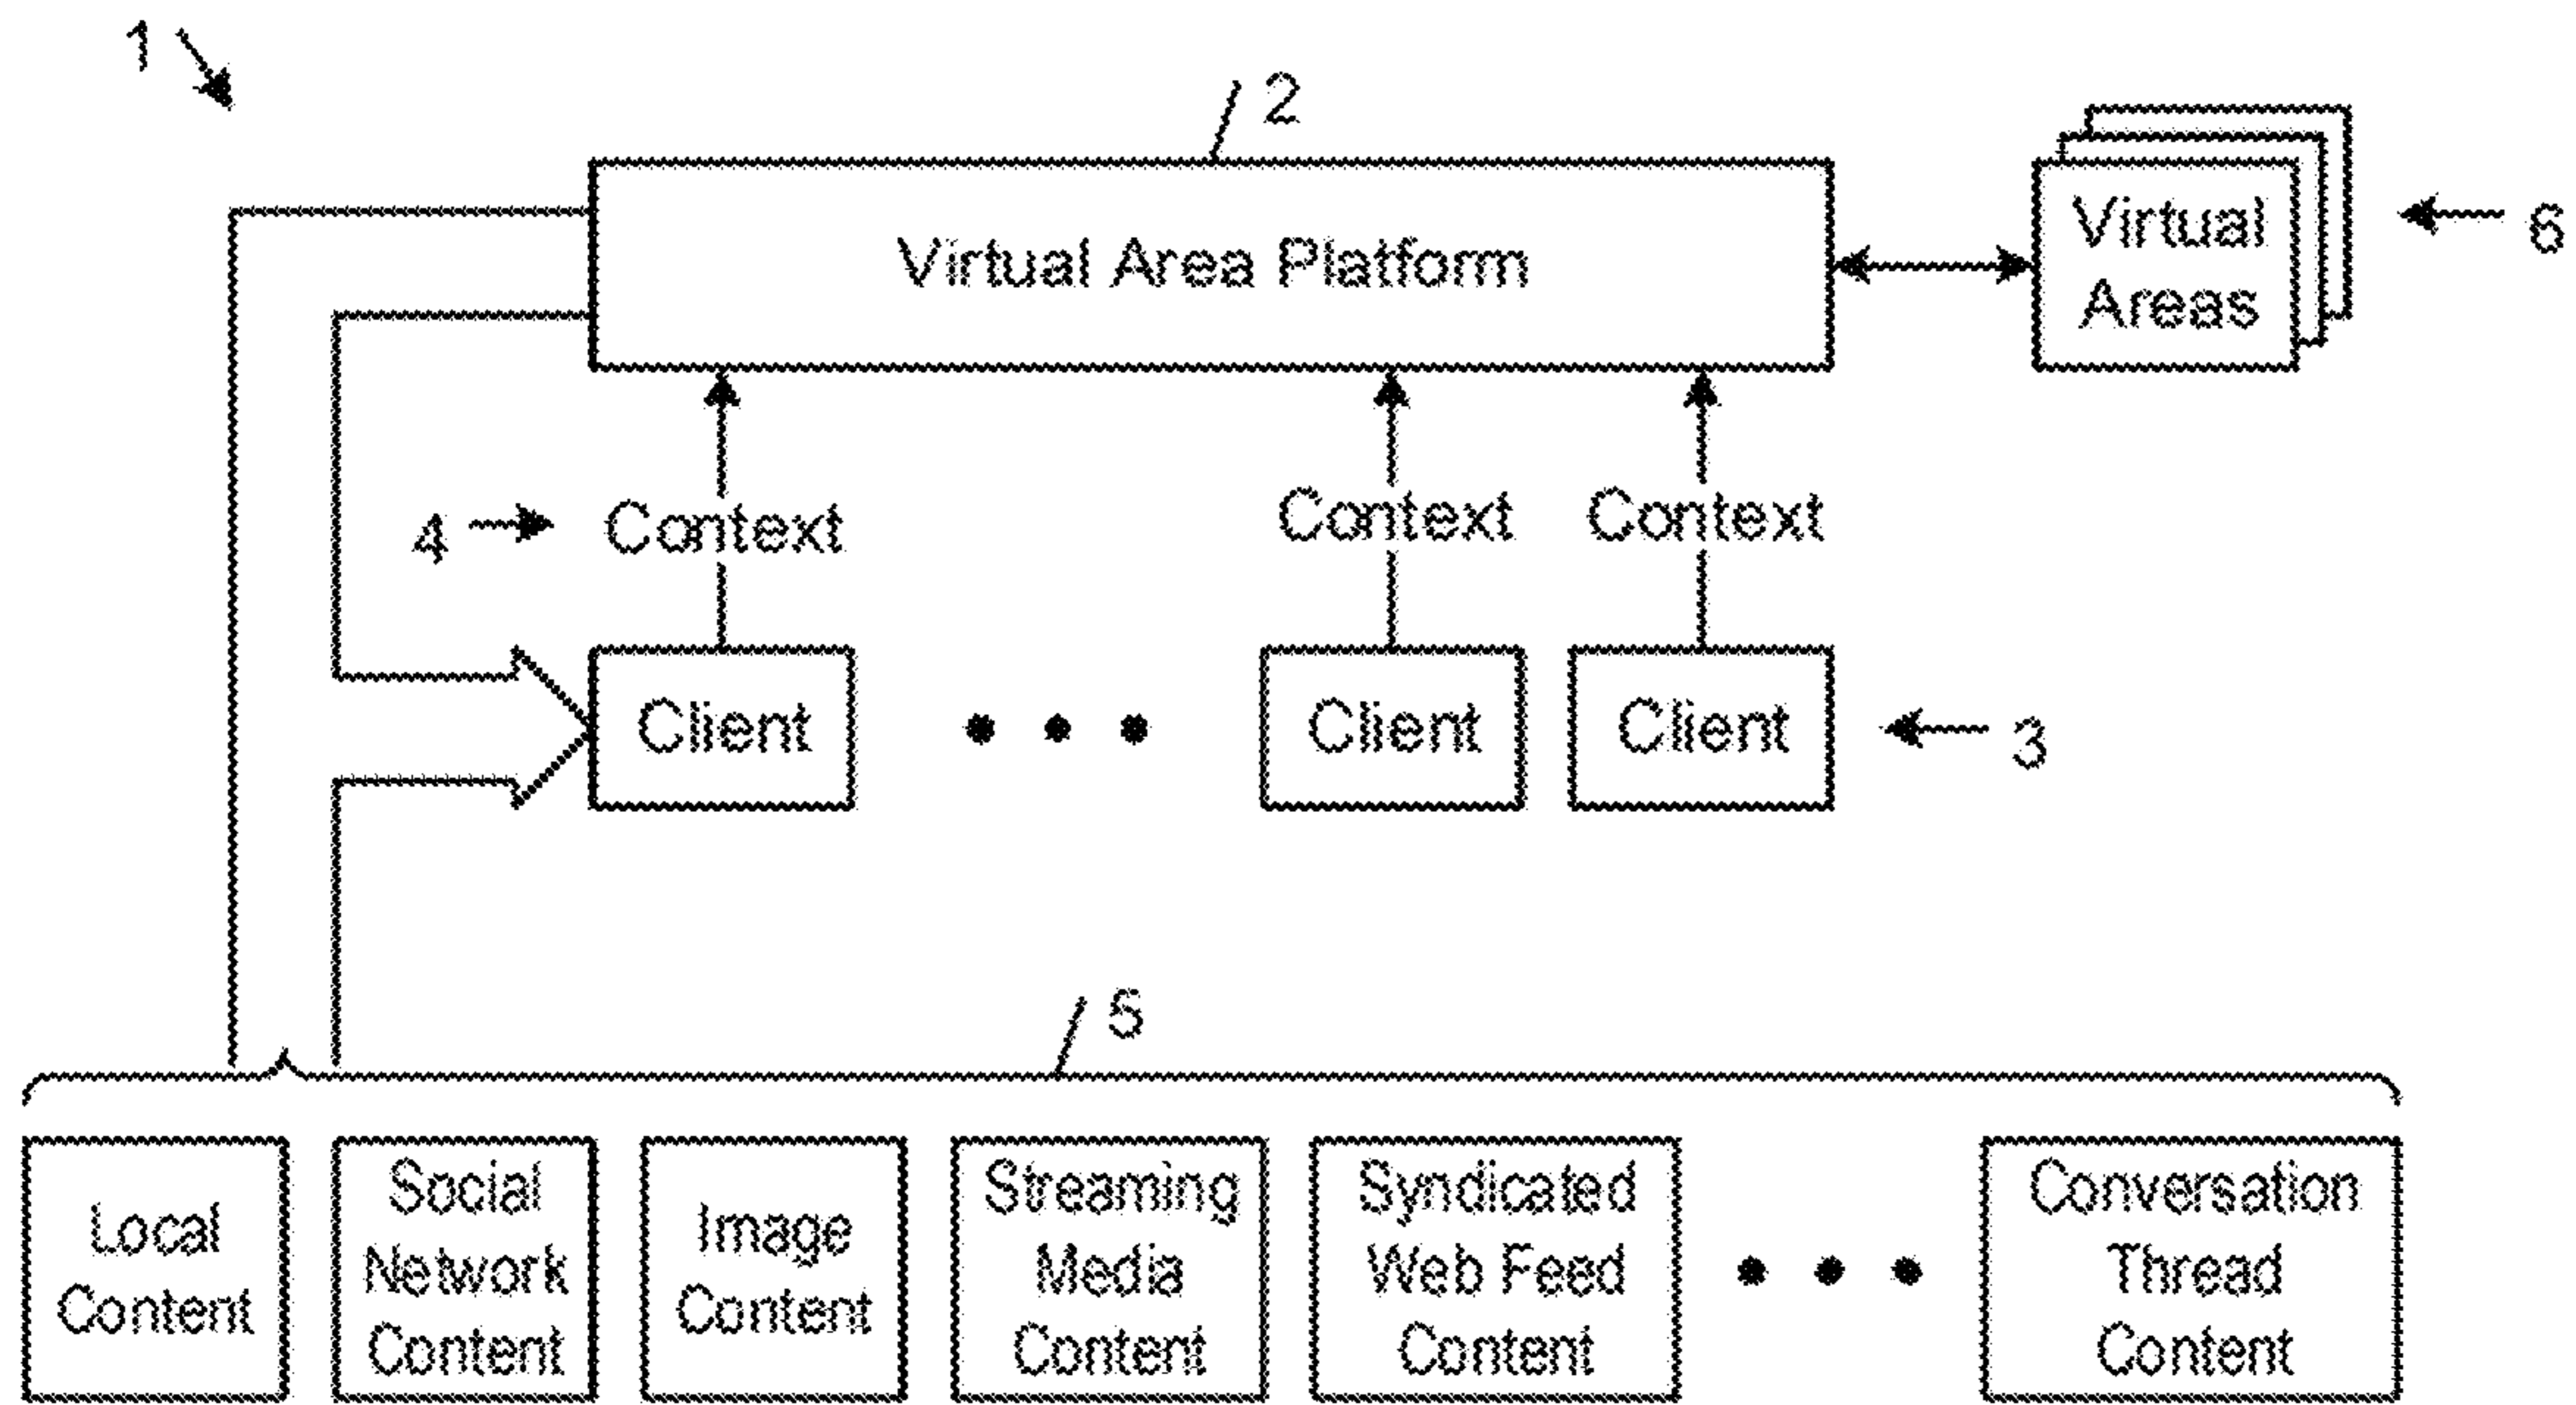 1
2
Virtual Area Platform
Virtual
Areas
6
4
Context
Context
Context
Client
Client
Client
3
5
Local
Content
Social
Network
Content
Image
Content
Streaming
Media
Content
Syndicated
Web Feed
Content
Conversation
Thread
Content